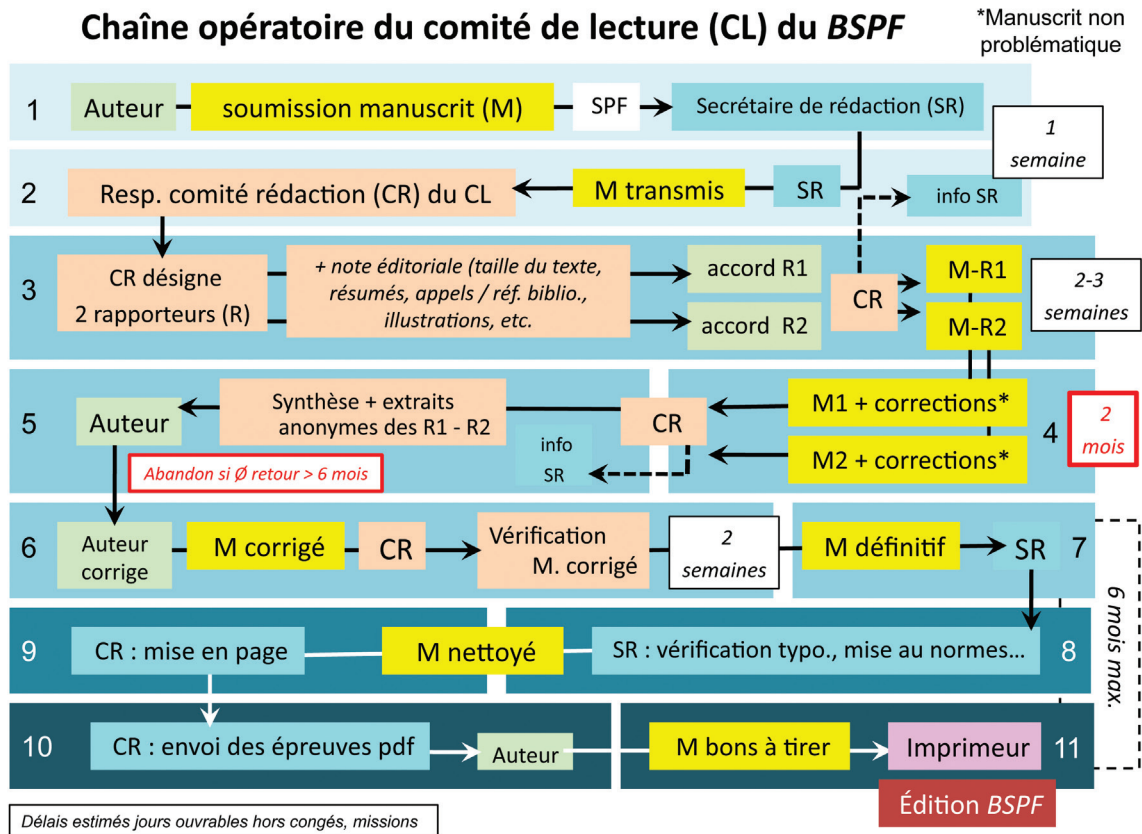 Chaîne opératoire du comité de lecture (CL) du BSPF
*Manuscrit non
problématique
1
Auteur
soumission manuscrit (M)
SPF
Secrétaire de rédaction (SR)
1
semaine
2
Resp. comité rédaction (CR) du CL
M transmis
SR
info SR
3
CR désigne
2 rapporteurs (R)
+ note éditoriale (taille du texte,
résumés, appels / réf. biblio.,
illustrations, etc.
accord R1
accord R2
CR
M-R1
M-R2
2-3
semaines
5
Auteur
Synthèse + extraits
anonymes des R1 - R2
info
SR
CR
M1 + corrections*
M2 + corrections*
4
2
mois
Abandon si Ø retour > 6 mois
6
Auteur
corrige
M corrigé
CR
Vérification
M. corrigé
2
semaines
M définitif
SR
7
6 mois max.
9
CR : mise en page
M nettoyé
SR : vérification typo., mise au normes...
8
10
CR : envoi des épreuves pdf
Auteur
M bons à tirer
Imprimeur
11
Édition BSPF
Délais estimés jours ouvrables hors congés, missions